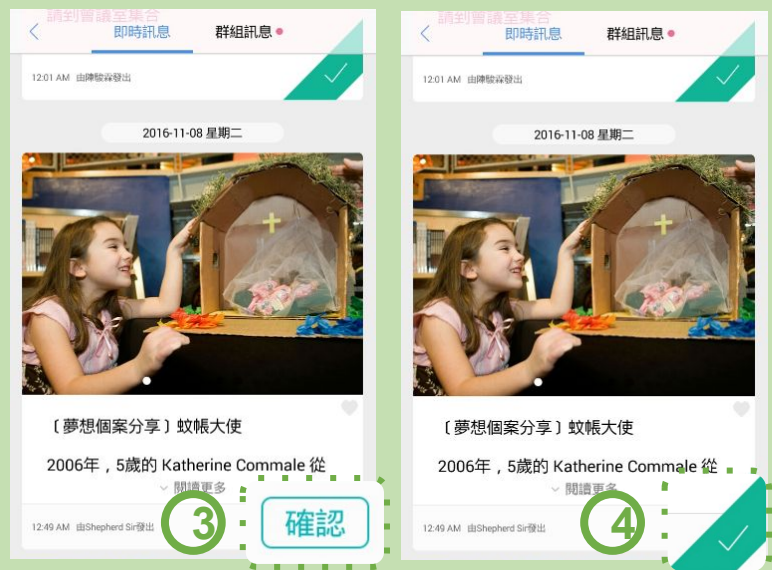 請到會議室集合
即時訊息 群組訊息
12:01 AM 由陳駿霖發出
2016-11-08 星期二
〔夢想個案分享〕蚊帳大使
2006年，5歲的 Katherine Commale 從
閱讀更多
12:49 AM 由Shepherd Sir發出
3
確認
請到會議室集合
即時訊息 群組訊息
12:01 AM 由陳駿霖發出
2016-11-08 星期二
〔夢想個案分享〕蚊帳大使
2006年，5歲的 Katherine Commale 從
閱讀更多
12:49 AM 由Shepherd Sir發出
4